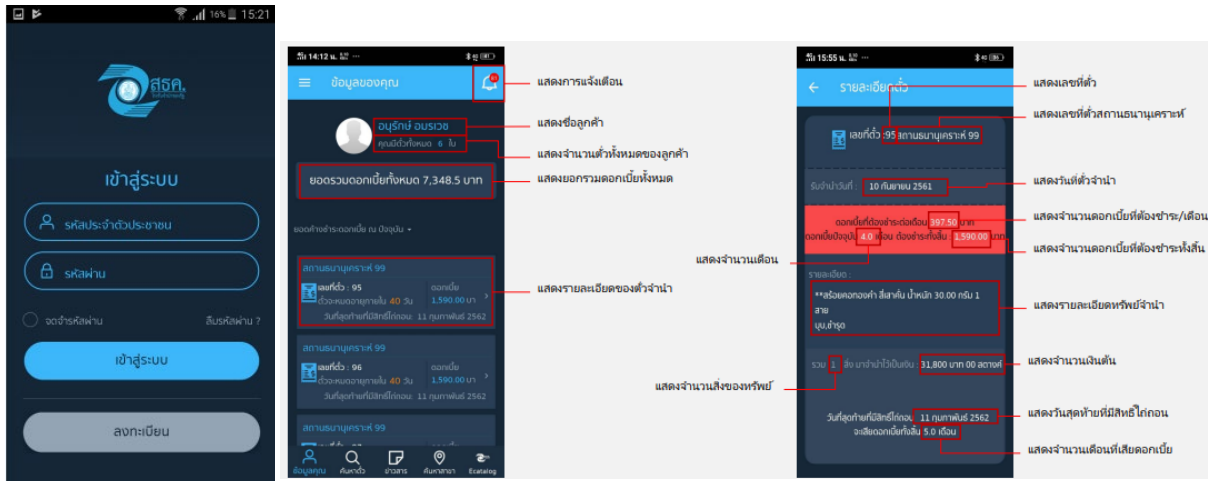 16% 15:21
สธค.
เข้าสู่ระบบ
รหัสประจำตัวประชาชน
รหัสผ่าน
จดจำรหัสผ่าน
ลืมรหัสผ่าน ?
เข้าสู่ระบบ
ลงทะเบียน
14:12 น.
ข้อมูลของคุณ
อนุรักษ์ อมรเวช
คุณมีตั๋วทั้งหมด 6 ใบ
ยอดรวมดอกเบี้ยทั้งหมด 7,348.5 บาท
ยอดค้างชำระดอกเบี้ย ณ ปัจจุบัน
สถานธนานุเคราะห์ 99
เลขที่ตั๋ว : 95
ดอกเบี้ย
ตั๋วจะหมดอายุภายใน 40 วัน
1,590.00 บา
วันที่สุดท้ายที่มีสิทธิ์ไถ่ถอน: 11 กุมภาพันธ์ 2562
สถานธนานุเคราะห์ 99
เลขที่ตั๋ว : 96
ดอกเบี้ย
ตั๋วจะหมดอายุภายใน 40 วัน
1,590.00 บา
วันที่สุดท้ายที่มีสิทธิ์ไถ่ถอน: 11 กุมภาพันธ์ 2562
สถานธนานุเคราะห์ 99
ข้อมูลคุณ
ค้นหาตั๋ว
ข่าวสาร
ค้นหาสาขา
Ecatalog
แสดงการแจ้งเตือน
แสดงชื่อลูกค้า
แสดงจำนวนตั๋วทั้งหมดของลูกค้า
แสดงยอกรวมดอกเบี้ยทั้งหมด
แสดงรายละเอียดของตั๋วจำนำ
แสดงจำนวนเดือน
แสดงจำนวนสิ่งของทรัพย์
15:55 น.
รายละเอียดตั๋ว
เลขที่ตั๋ว :95 สถานธนานุเคราะห์ 99
รับจำนำวันที่ : 10 กันยายน 2561
ดอกเบี้ยที่ต้องชำระต่อเดือน 397.50 บาท
ดอกเบี้ยปัจจุบัน 4.0 เดือน ต้องชำระทั้งสิ้น : 1,590.00 บาท
รายละเอียด :
**สร้อยคอทองคำ สี่เสาคั่น น้ำหนัก 30.00 กรัม 1
สาย
บุบ,ชำรุด
รวม 1 สิ่ง มาจำนำไว้เป็นเงิน : 31,800 บาท 00 สตางค์
วันที่สุดท้ายที่มีสิทธิ์ไถ่ถอน 11 กุมภาพันธ์ 2562
จะเสียดอกเบี้ยทั้งสิ้น 5.0 เดือน
แสดงเลขที่ตั๋ว
แสดงเลขที่ตั๋วสถานธนานุเคราะห์
แสดงวันที่ตั๋วจำนำ
แสดงจำนวนดอกเบี้ยที่ต้องชำระ/เดือน
แสดงจำนวนดอกเบี้ยที่ต้องชำระทั้งสิ้น
แสดงรายละเอียดทรัพย์จำนำ
แสดงจำนวนเงินต้น
แสดงวันสุดท้ายที่มีสิทธิ์ไถ่ถอน
แสดงจำนวนเดือนที่เสียดอกเบี้ย